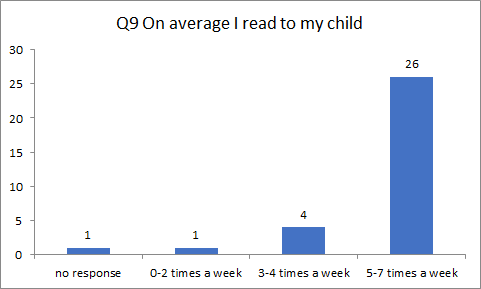 Q9 On average I read to my child
30
25
20
15
10
5
0
1
1
4
26
no response
0-2 times a week
3-4 times a week
5-7 times a week